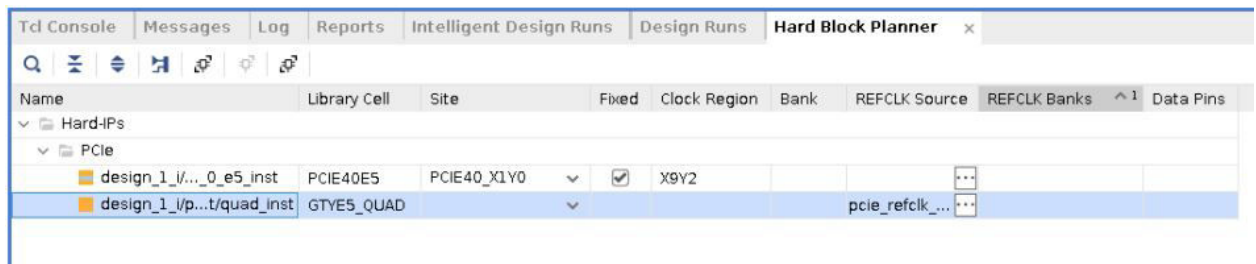 Tcl Console Messages Log Reports Intelligent Design Runs Design Runs Hard Block Planner ×
Name Library Cell Site Fixed Clock Region Bank REFCLK Source REFCLK Banks ^1 Data Pins
Hard-IPs
PCIe
design_1_i/..._0_e5_inst PCIE40E5 PCIE40_X1Y0 X9Y2 ...
design_1_i/p...t/quad_inst GTYE5_QUAD pcie_refclk_... ...